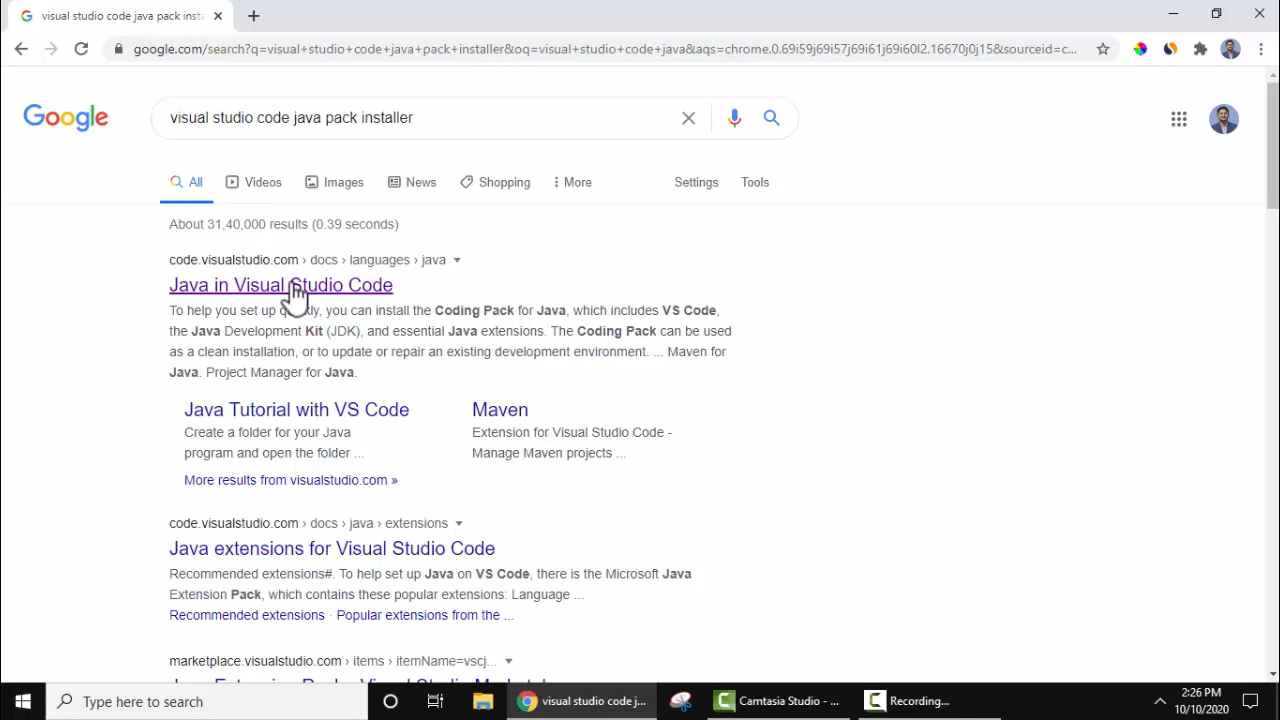 visual studio code java pack insta
google.com/search?q=visual+studio+code+java+pack+installer&oq=visual+studio+code+java&aqs=chrome.0.69i59j69i57j69i61j69i60l2.16670j0j15&sourceid=c...
Google
visual studio code java pack installer
All Videos Images News Shopping More Settings Tools
About 31,40,000 results (0.39 seconds)
code.visualstudio.com › docs › languages › java
Java in Visual Studio Code
To help you set up quickly, you can install the Coding Pack for Java, which includes VS Code,
the Java Development Kit (JDK), and essential Java extensions. The Coding Pack can be used
as a clean installation, or to update or repair an existing development environment. ... Maven for
Java. Project Manager for Java.
Java Tutorial with VS Code
Create a folder for your Java
program and open the folder ...
Maven
Extension for Visual Studio Code -
Manage Maven projects ...
More results from visualstudio.com »
code.visualstudio.com › docs › java › extensions
Java extensions for Visual Studio Code
Recommended extensions#. To help set up Java on VS Code, there is the Microsoft Java
Extension Pack, which contains these popular extensions: Language ...
Recommended extensions · Popular extensions from the ...
marketplace.visualstudio.com › items › itemName=vscj...
Type here to search
visual studio code j...
Camtasia Studio - ...
Recording...
2:26 PM
10/10/2020